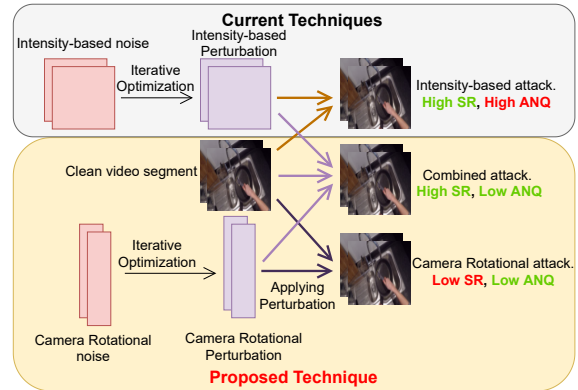 Current Techniques
Intensity-based noise
Intensity-based
Perturbation
Iterative
Optimization
Intensity-based attack.
High SR, High ANQ
Clean video segment
Combined attack.
High SR, Low ANQ
Iterative
Optimization
Applying
Perturbation
Camera Rotational attack.
Low SR, Low ANQ
Camera Rotational
noise
Camera Rotational
Perturbation
Proposed Technique